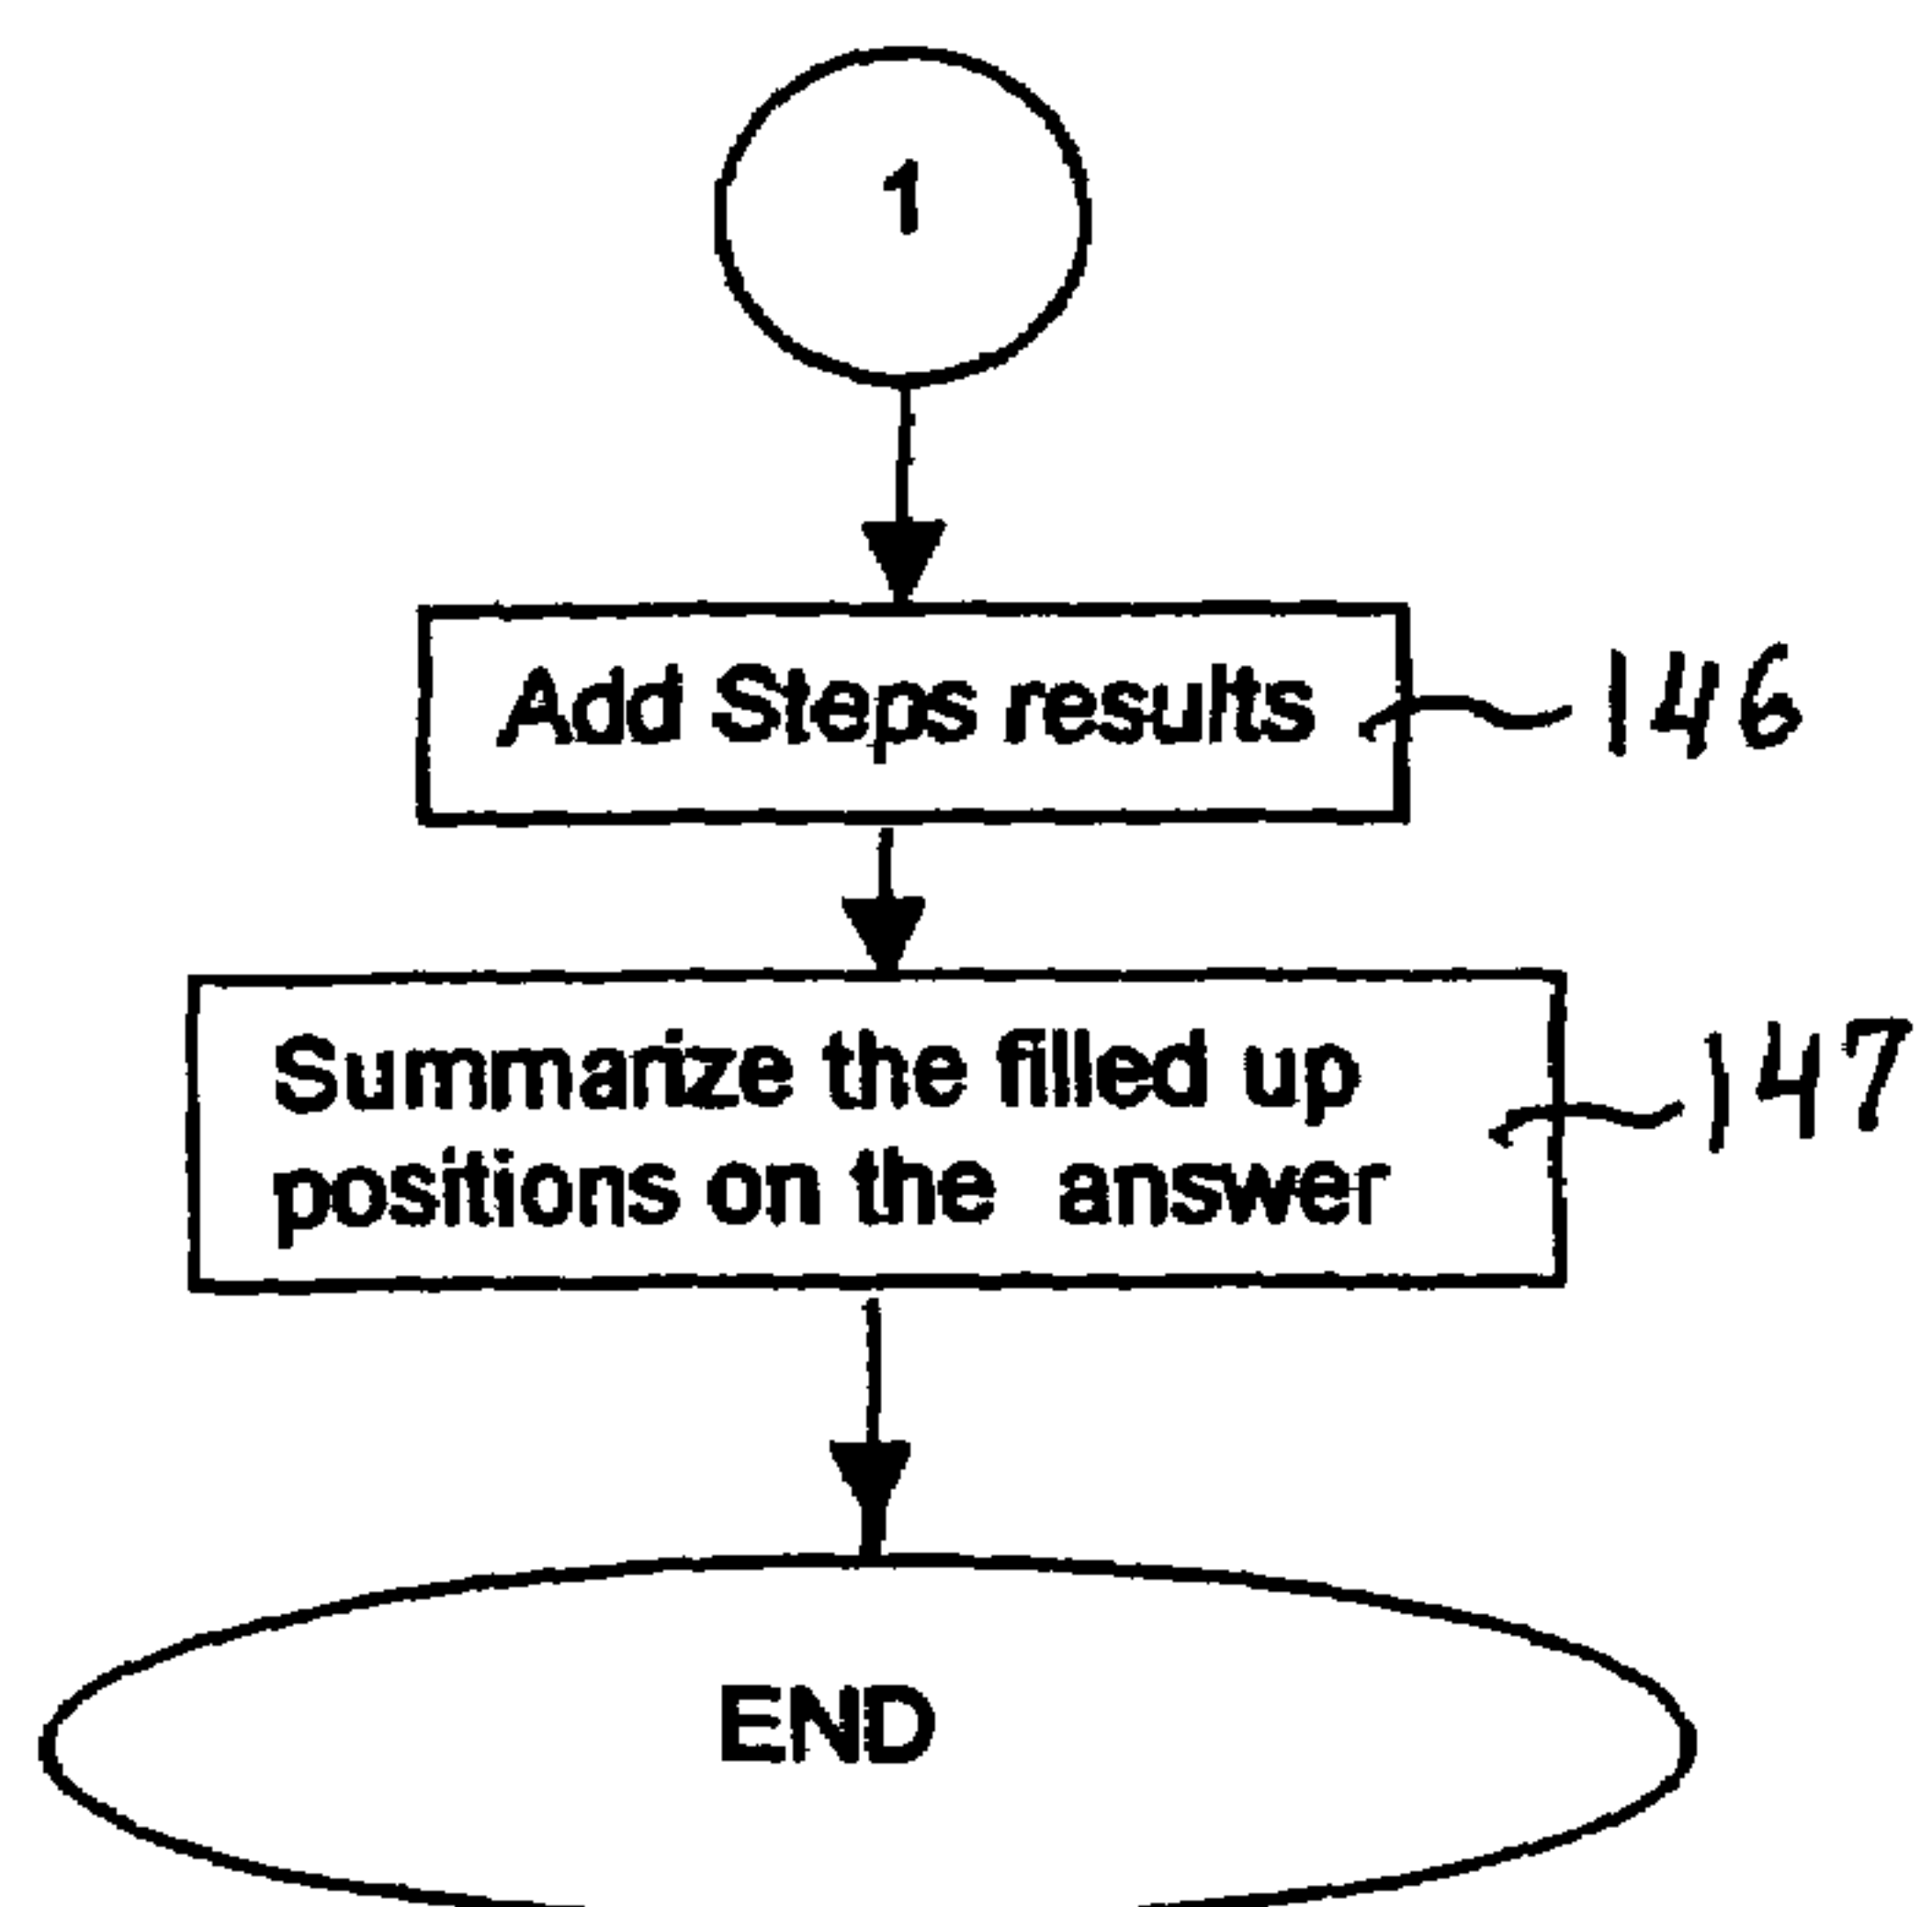 1
Add Steps results
146
Summarize the filled up
positions on the answer
147
END